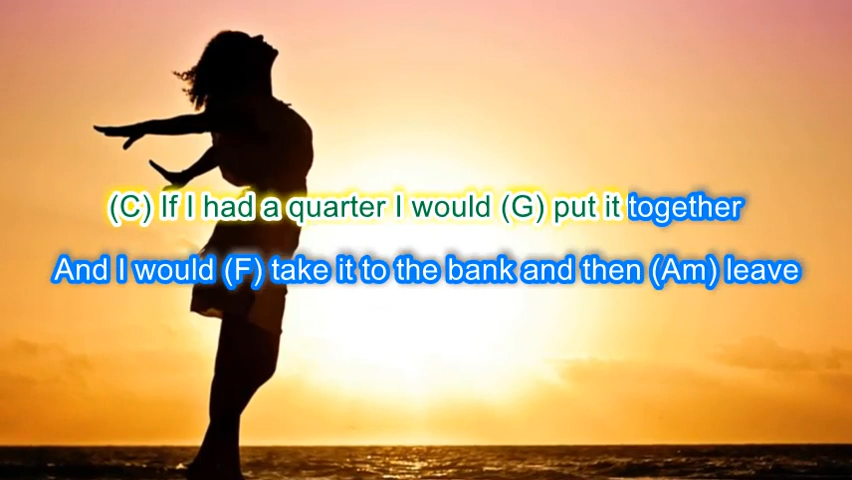 (C) If I had a quarter I would (G) put it together
And I would (F) take it to the bank and then (Am) leave